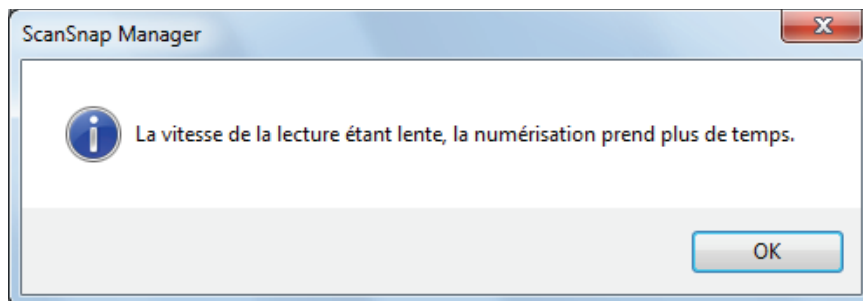 ScanSnap Manager
La vitesse de la lecture étant lente, la numérisation prend plus de temps.
OK